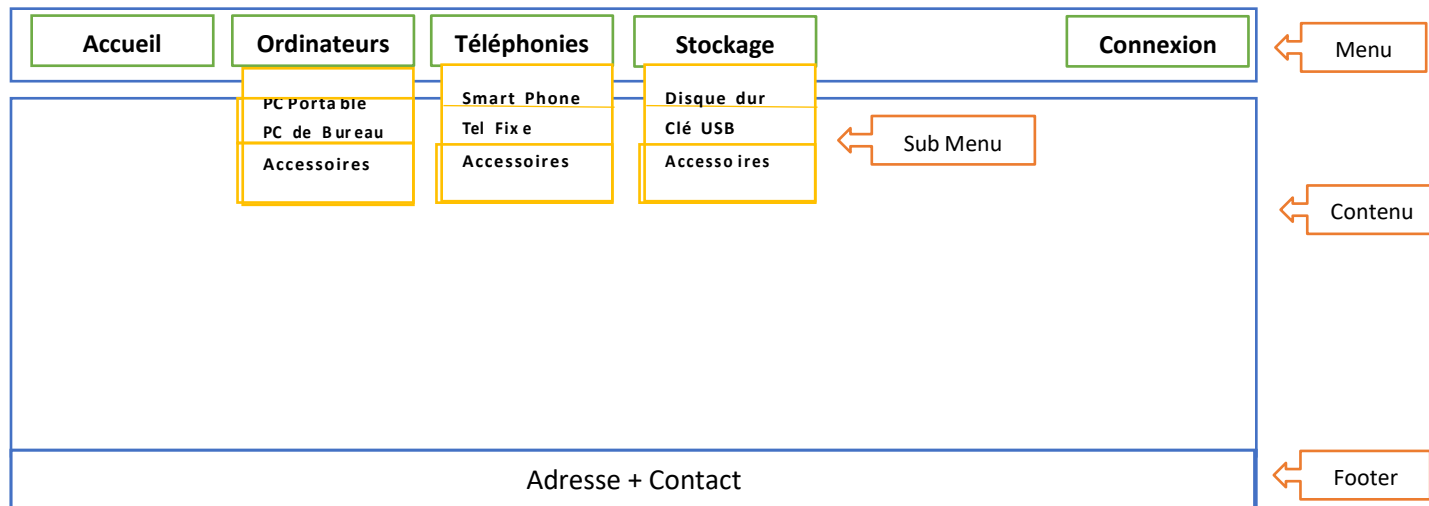 Accueil Ordinateurs Téléphonies Stockage Connexion
Menu
PC Portable Smart Phone Disque dur
PC de Bureau Tel Fixe Clé USB
Sub Menu
Accessoires Accessoires Accessoires
Contenu
Adresse + Contact
Footer